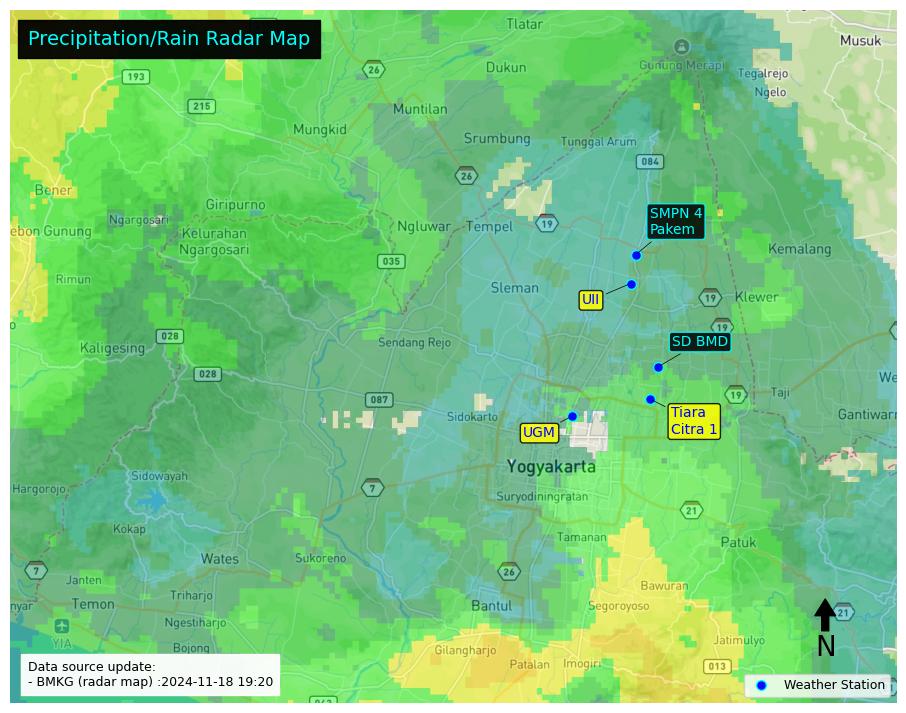 Precipitation/Rain Radar Map
Tlatar
Musuk
Gunung Merapi
193
26
Dukun
Tegalrejo
Ngelo
215
Muntilan
Mungkid
Srumbung
Tunggal Arum
084
26
Bener
Giripurno
SMPN 4
Pakem
Ngargosari
Ngluwar
Tempel
19
ebon Gunung
Kelurahan
Ngargosari
Kemalang
035
Rimun
Sleman
UII
19
Klewer
19
028
Kaligesing
Sendang Rejo
SD BMD
028
We
Taji
087
19
Sidokarto
Tiara
Citra 1
Gantiwarn
UGM
Yogyakarta
Sidowayah
Hargorojo
7
Suryodiningratan
21
Kokap
Tamanan
Patuk
Wates
Sukoreno
7
26
Janten
Bawuran
nyar
Temon
Triharjo
Bantul
Segoroyoso
21
Ngestiharjo
YIA
Bojong
Gilangharjo
Patalan
Imogiri
Jatimulyo
N
013
Data source update:
- BMKG (radar map) :2024-11-18 19:20
Weather Station